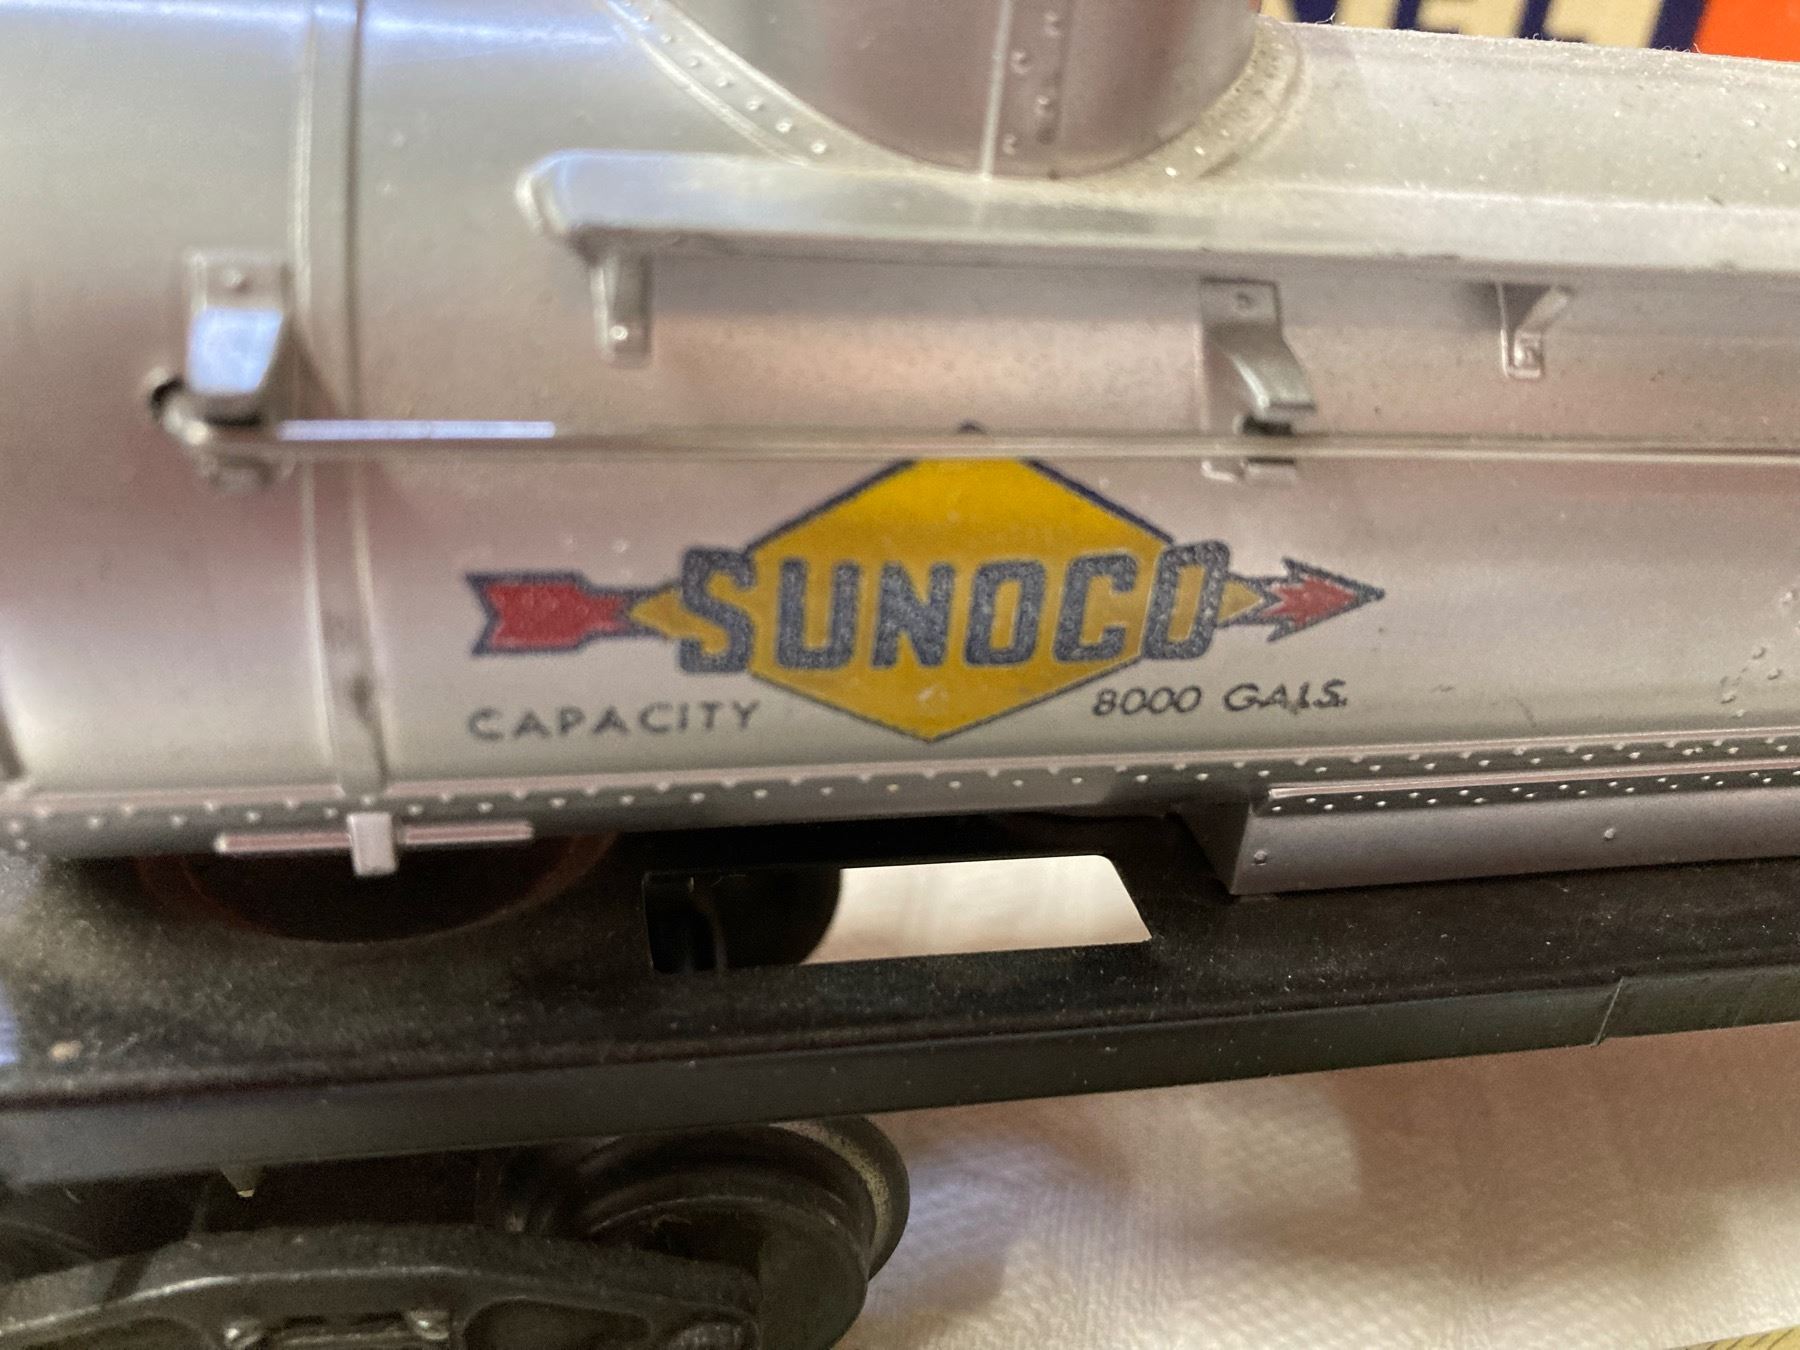 SUNOCO
CAPACITY 8000 GALS.